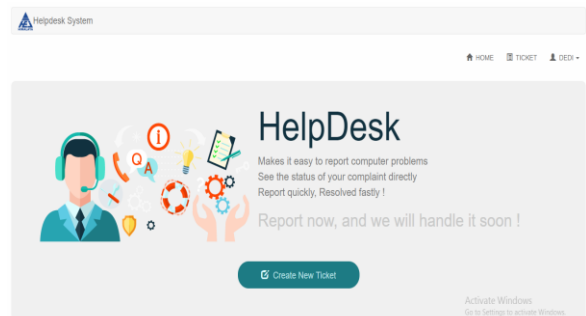 Helpdesk System
HOME TICKET DEDI
HelpDesk
i
Q
A
Makes it easy to report computer problems
See the status of your complaint directly
Report quickly, Resolved fastly !
Report now, and we will handle it soon !
Create New Ticket
Activate Windows
Go to Settings to activate Windows.